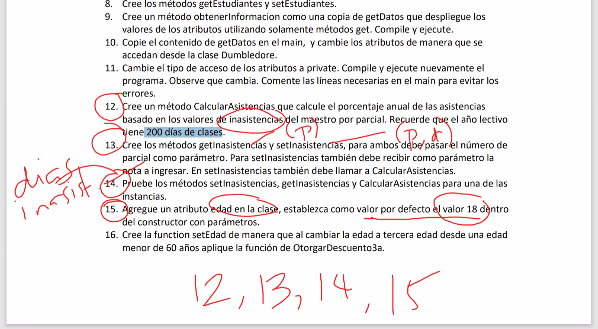 8. Cree los métodos getEstudiantes y setEstudiantes.
9. Cree un método obtenerInformacion como una copia de getDatos que despliegue los
valores de los atributos utilizando solamente métodos get. Compile y ejecute.
10. Copie el contenido de getDatos en el main, y cambie los atributos de manera que se
accedan desde la clase Dumbledore.
11. Cambie el tipo de acceso de los atributos a private. Compile y ejecute nuevamente el
programa. Observe que cambia. Comente las líneas necesarias en el main para evitar los
errores.
12. Cree un método CalcularAsistencias que calcule el porcentaje anual de las asistencias
basado en los valores de inasistencias del maestro por parcial. Recuerde que el año lectivo
tiene 200 días de clases.
(P)
(P, d)
13. Cree los métodos getInasistencias y setInasistencias, para ambos debe pasar el número de
parcial como parámetro. Para setInasistencias también debe recibir como parámetro la
nota a ingresar. En setInasistencias también debe llamar a CalcularAsistencias.
dias
inasist
14. Pruebe los métodos setInasistencias, getInasistencias y CalcularAsistencias para una de las
instancias.
15. Agregue un atributo edad en la clase, establezca como valor por defecto el valor 18 dentro
del constructor con parámetros.
16. Cree la function setEdad de manera que al cambiar la edad a tercera edad desde una edad
menor de 60 años aplique la función de OtorgarDescuento3a.
12, 13, 14, 15